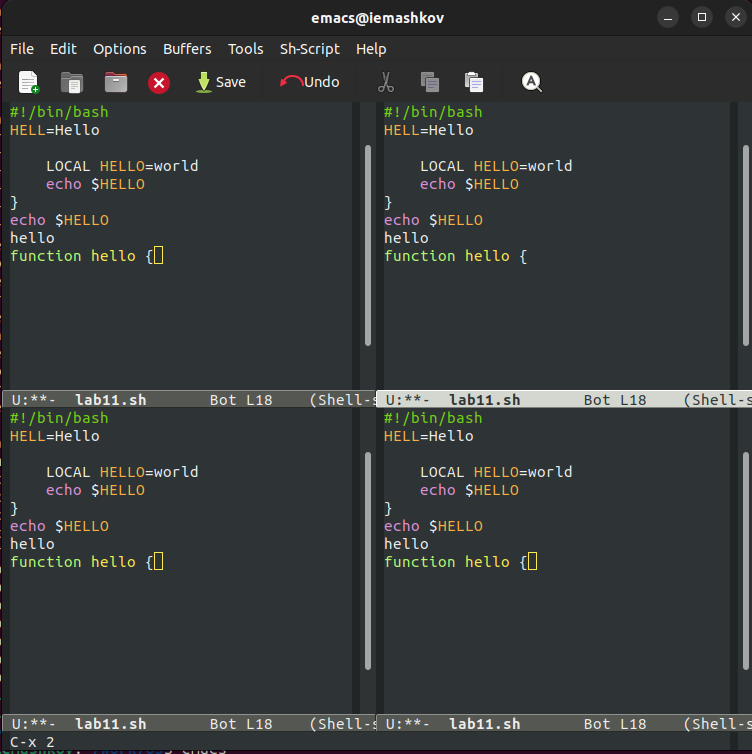 emacs@iemashkov
File Edit Options Buffers Tools Sh-Script Help
Save Undo
#!/bin/bash
HELL=Hello
LOCAL HELLO=world
echo $HELLO
}
echo $HELLO
hello
function hello {
U:**- lab11.sh Bot L18 (Shell-s
#!/bin/bash
HELL=Hello
LOCAL HELLO=world
echo $HELLO
}
echo $HELLO
hello
function hello {
U:**- lab11.sh Bot L18 (Shell-s
#!/bin/bash
HELL=Hello
LOCAL HELLO=world
echo $HELLO
}
echo $HELLO
hello
function hello {
U:**- lab11.sh Bot L18 (Shell-s
#!/bin/bash
HELL=Hello
LOCAL HELLO=world
echo $HELLO
}
echo $HELLO
hello
function hello {
U:**- lab11.sh Bot L18 (Shell-s
C-x 2